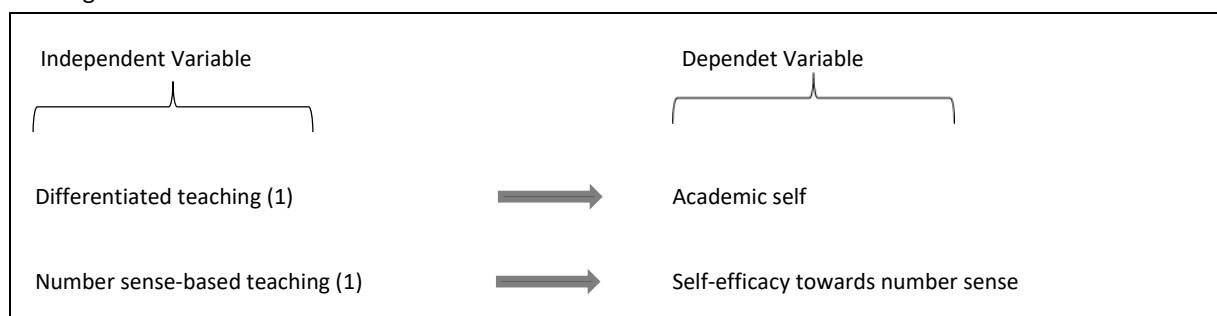 Independent Variable Dependet Variable
Differentiated teaching (1) Academic self
Number sense-based teaching (1) Self-efficacy towards number sense